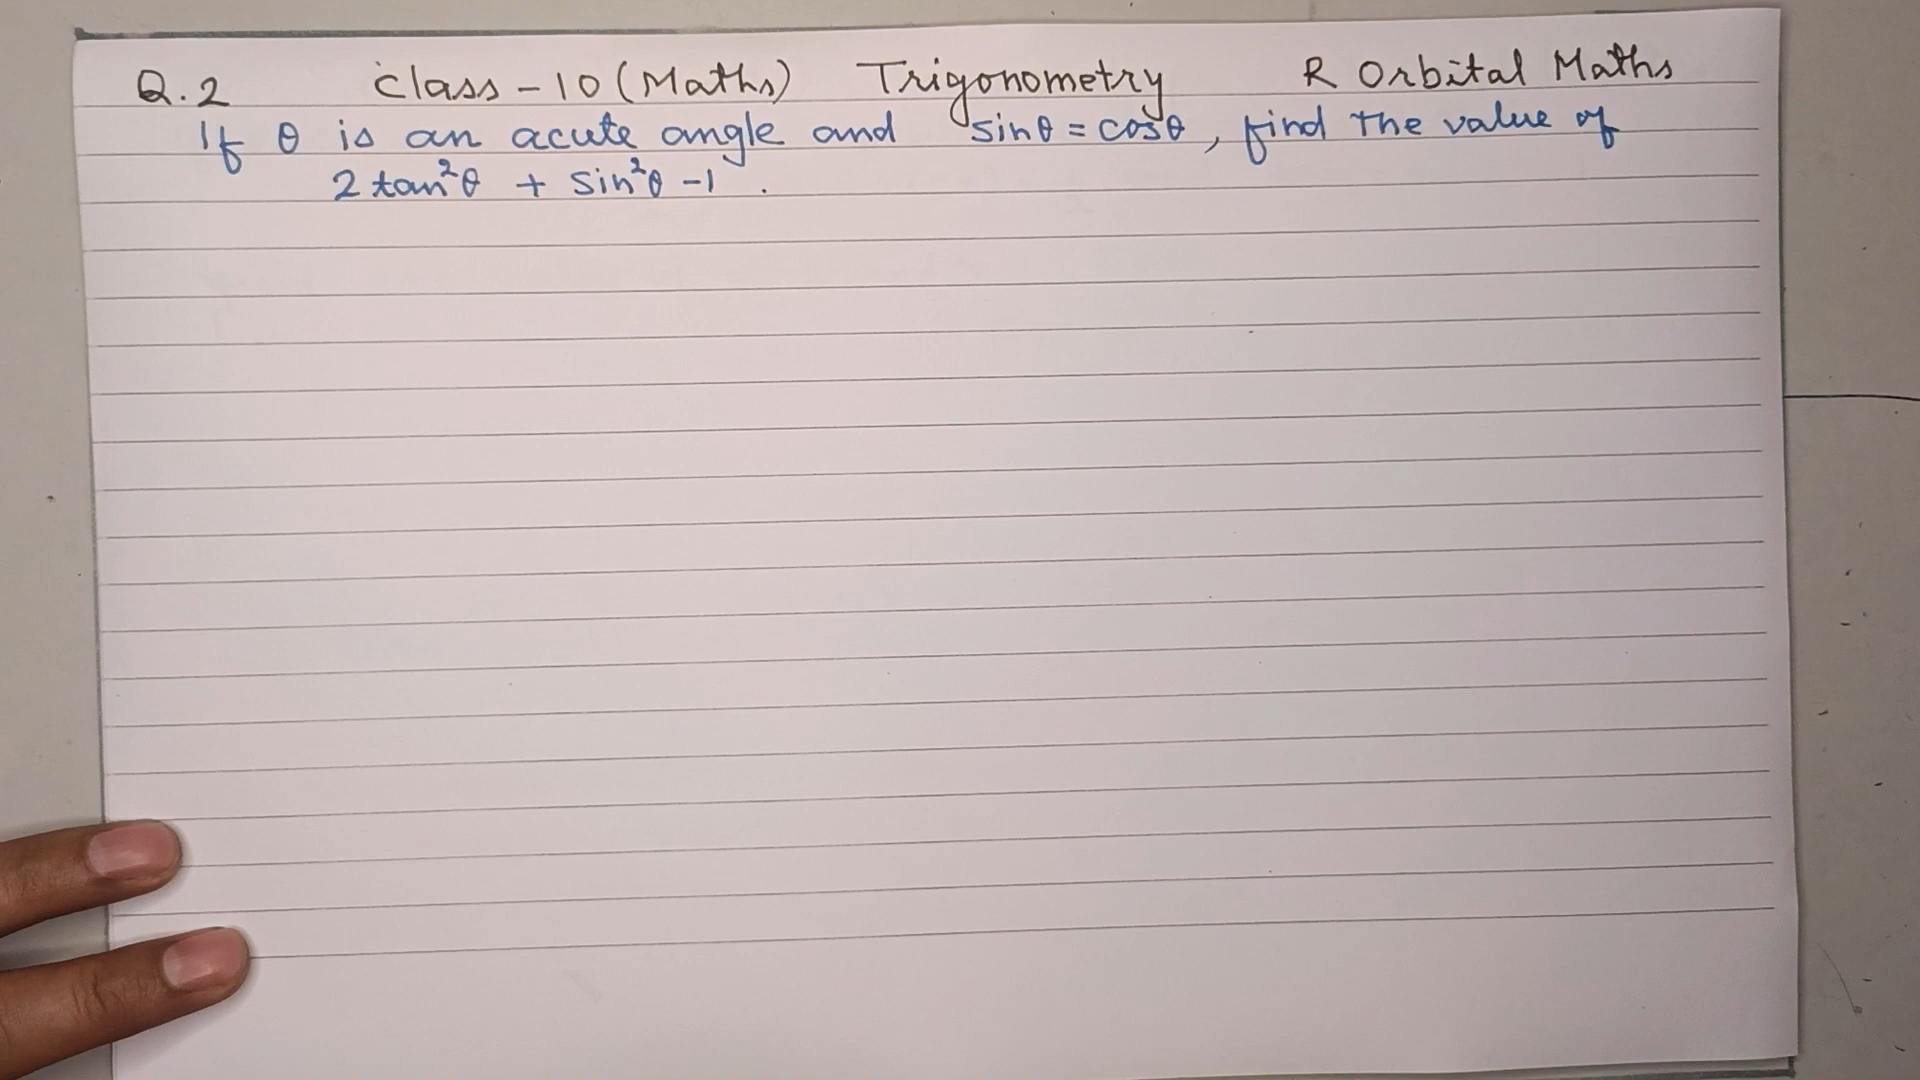 Q.2 Class - 10 (Maths) Trigonometry R Orbital Maths
If θ is an acute angle and sinθ = cosθ, find the value of
2 tan²θ + sin²θ - 1 .